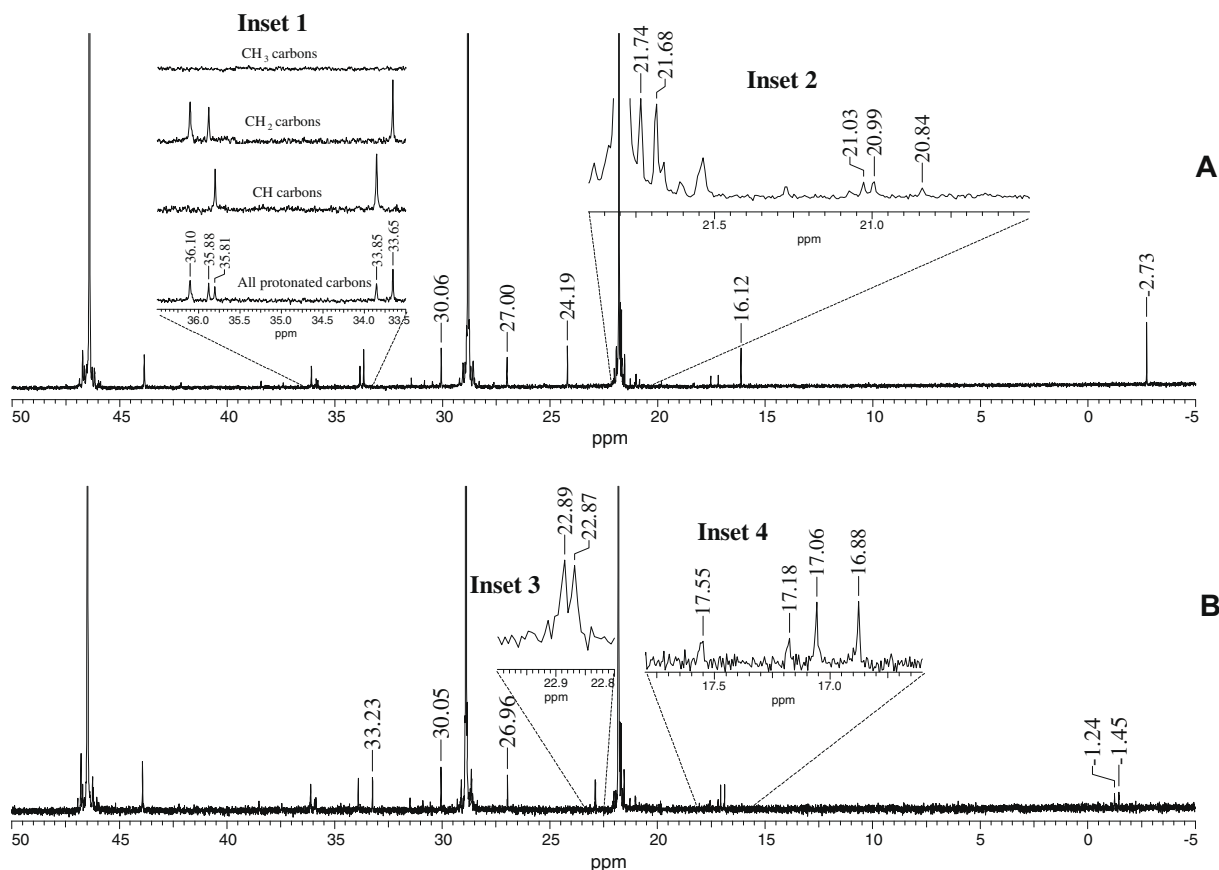 Inset 1
CH3 carbons
CH2 carbons
CH carbons
36.10
35.88
35.81
33.85
33.65
All protonated carbons
36.0 35.5 35.0 34.5 34.0 33.5
ppm
21.74
21.68
Inset 2
21.03
20.99
20.84
21.5 21.0
ppm
A
30.06
27.00
24.19
16.12
-2.73
50 45 40 35 30 25 20 15 10 5 0 -5
ppm
22.89
22.87
Inset 3
22.9 22.8
ppm
Inset 4
17.55
17.18
17.06
16.88
17.5 17.0
ppm
B
33.23
30.05
26.96
-1.24
-1.45
50 45 40 35 30 25 20 15 10 5 0 -5
ppm